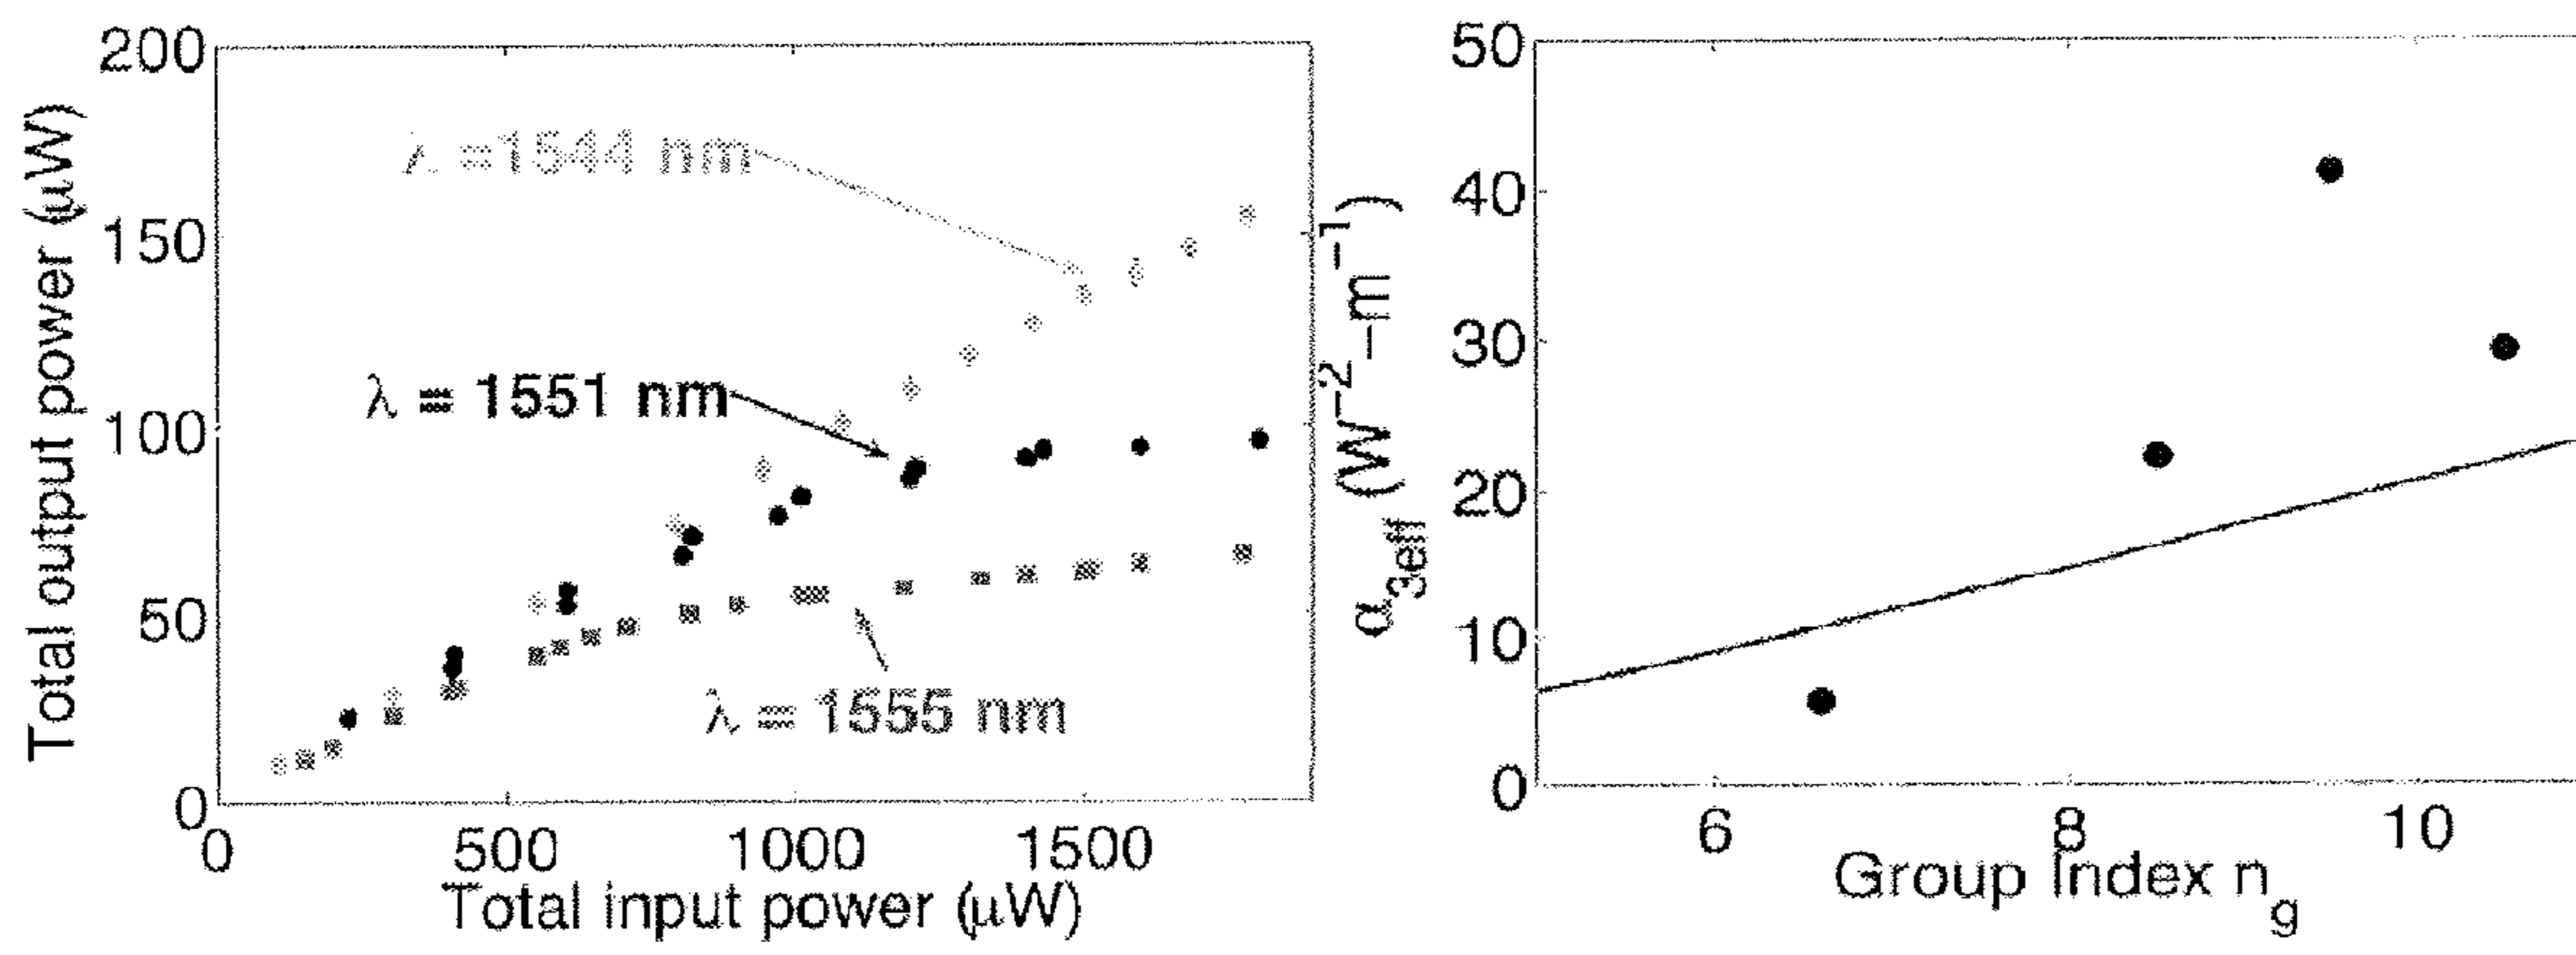 200
150
100
50
0
0 500 1000 1500
Total output power (μW)
Total input power (μW)
λ =1544 nm
λ = 1551 nm
λ = 1555 nm
50
40
30
20
10
0
6 8 10
α3eff (W−2−m−1)
Group Index ng